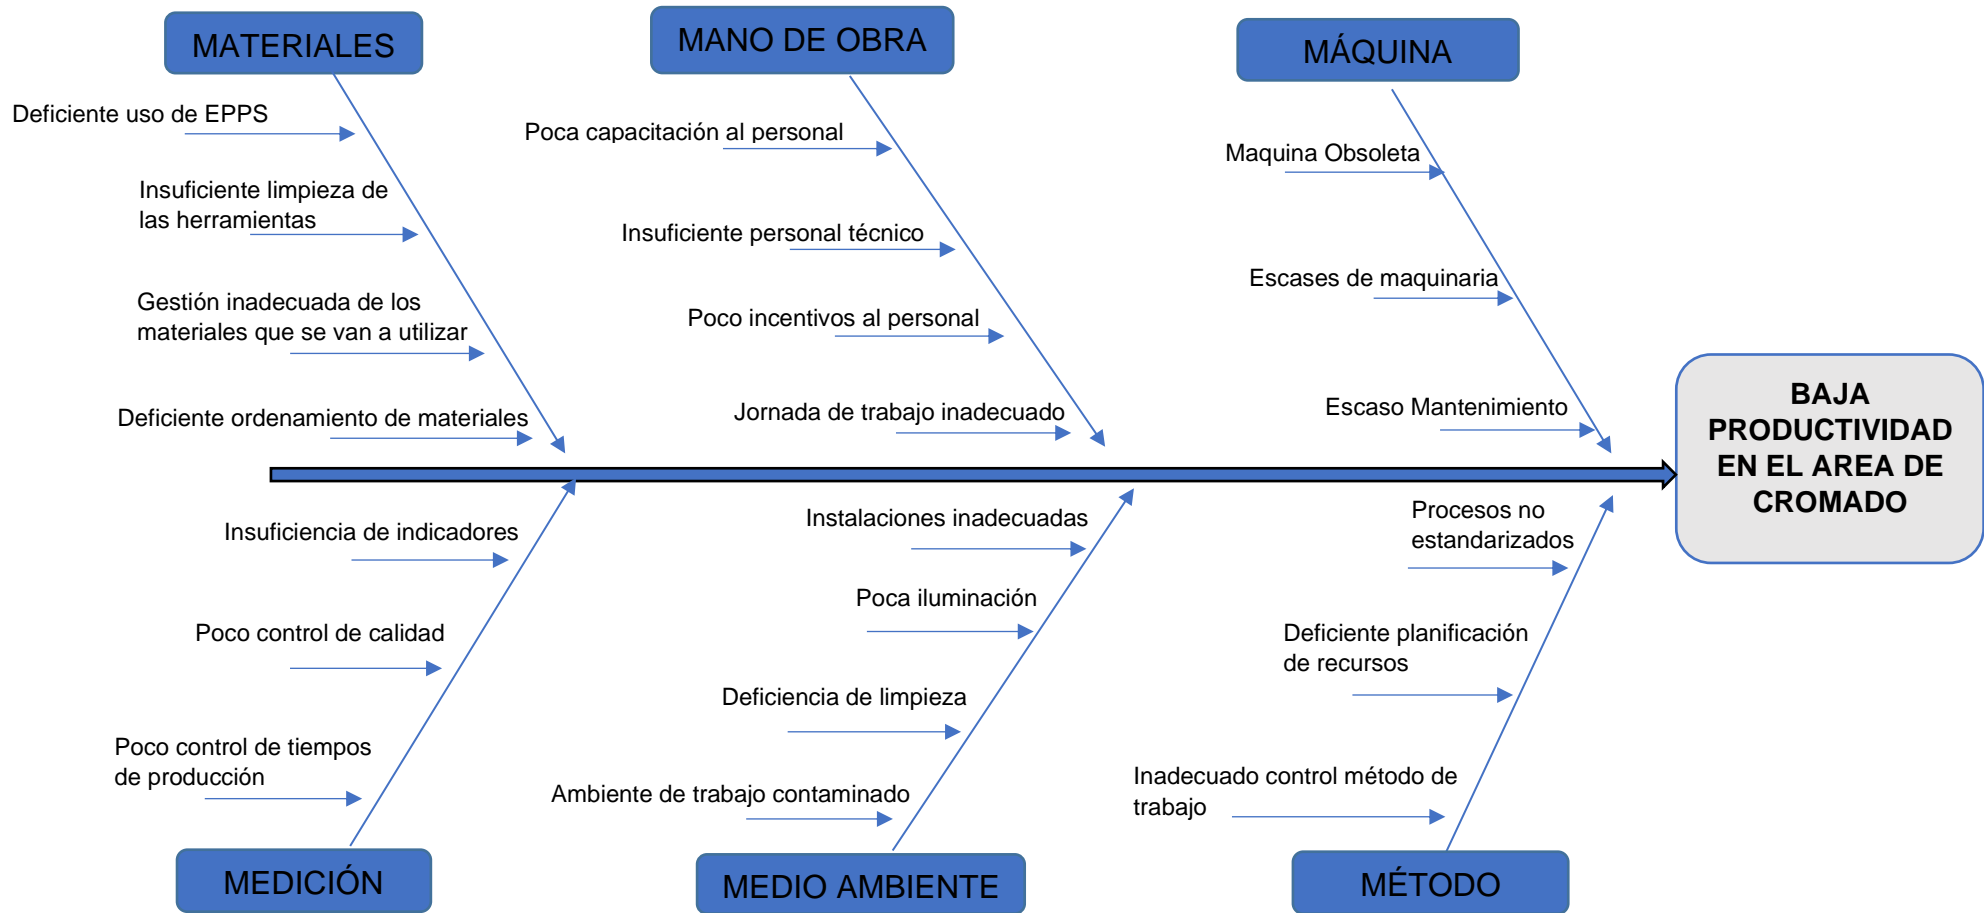 MATERIALES
MANO DE OBRA
MÁQUINA
Deficiente uso de EPPS
Insuficiente limpieza de
las herramientas
Gestión inadecuada de los
materiales que se van a utilizar
Deficiente ordenamiento de materiales
Poca capacitación al personal
Insuficiente personal técnico
Poco incentivos al personal
Jornada de trabajo inadecuado
Maquina Obsoleta
Escases de maquinaria
Escaso Mantenimiento
BAJA
PRODUCTIVIDAD
EN EL AREA DE
CROMADO
Insuficiencia de indicadores
Poco control de calidad
Poco control de tiempos
de producción
Instalaciones inadecuadas
Poca iluminación
Deficiencia de limpieza
Ambiente de trabajo contaminado
Procesos no
estandarizados
Deficiente planificación
de recursos
Inadecuado control método de
trabajo
MEDICIÓN
MEDIO AMBIENTE
MÉTODO